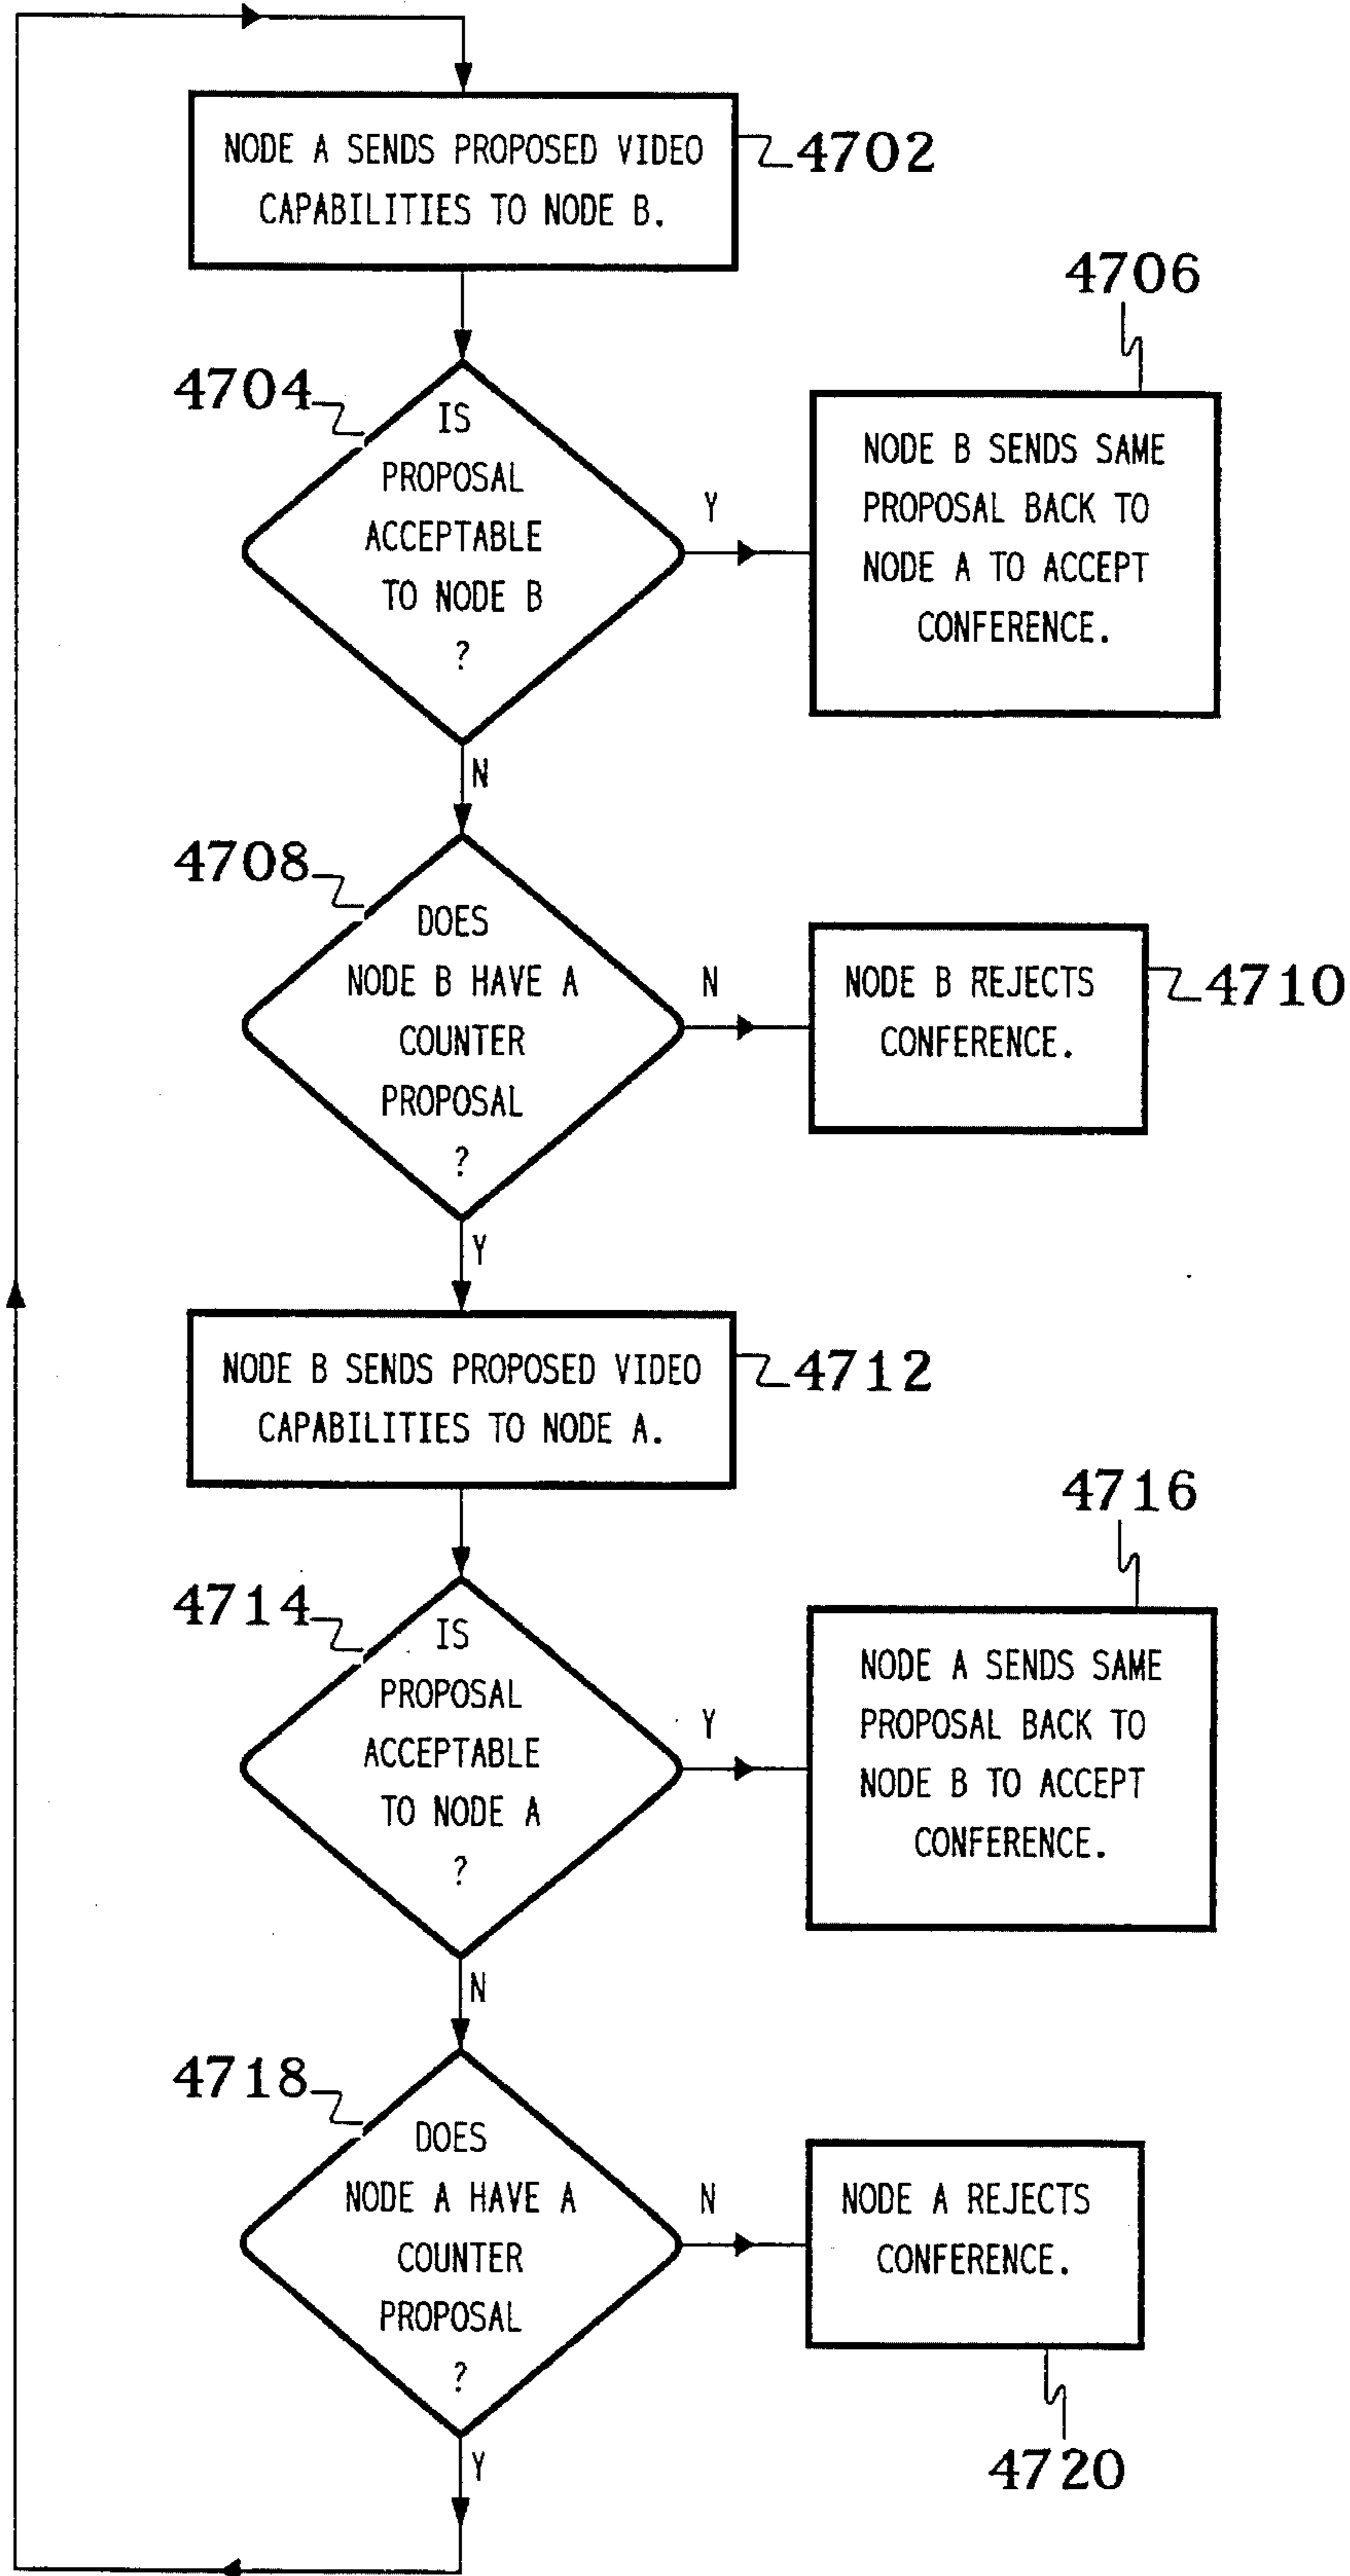 NODE A SENDS PROPOSED VIDEO
CAPABILITIES TO NODE B.
4702
4706
4704
IS
PROPOSAL
ACCEPTABLE
TO NODE B
?
Y
NODE B SENDS SAME
PROPOSAL BACK TO
NODE A TO ACCEPT
CONFERENCE.
N
4708
DOES
NODE B HAVE A
COUNTER
PROPOSAL
?
N
NODE B REJECTS
CONFERENCE.
4710
Y
NODE B SENDS PROPOSED VIDEO
CAPABILITIES TO NODE A.
4712
4716
4714
IS
PROPOSAL
ACCEPTABLE
TO NODE A
?
Y
NODE A SENDS SAME
PROPOSAL BACK TO
NODE B TO ACCEPT
CONFERENCE.
N
4718
DOES
NODE A HAVE A
COUNTER
PROPOSAL
?
N
NODE A REJECTS
CONFERENCE.
4720
Y